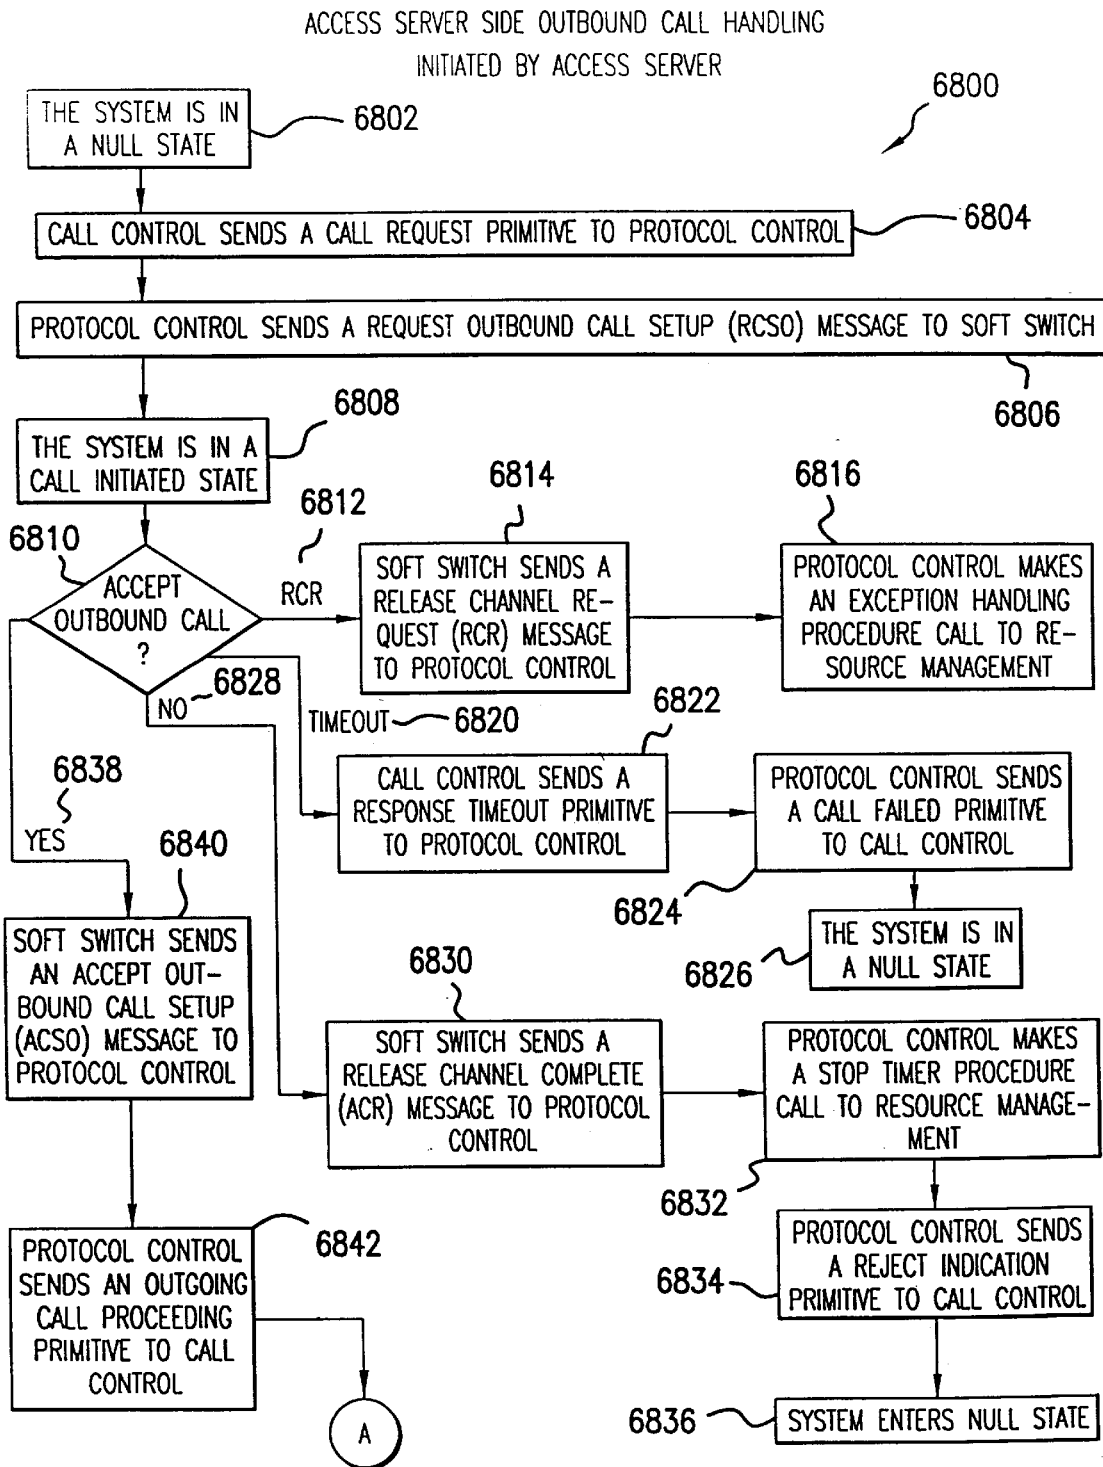 ACCESS SERVER SIDE OUTBOUND CALL HANDLING
INITIATED BY ACCESS SERVER
6800
THE SYSTEM IS IN
A NULL STATE
6802
CALL CONTROL SENDS A CALL REQUEST PRIMITIVE TO PROTOCOL CONTROL
6804
PROTOCOL CONTROL SENDS A REQUEST OUTBOUND CALL SETUP (RCSO) MESSAGE TO SOFT SWITCH
6806
6808
THE SYSTEM IS IN A
CALL INITIATED STATE
6810
ACCEPT
OUTBOUND CALL
?
6812
RCR
6814
SOFT SWITCH SENDS A
RELEASE CHANNEL RE-
QUEST (RCR) MESSAGE
TO PROTOCOL CONTROL
6816
PROTOCOL CONTROL MAKES
AN EXCEPTION HANDLING
PROCEDURE CALL TO RE-
SOURCE MANAGEMENT
NO
6828
TIMEOUT
6820
6822
CALL CONTROL SENDS A
RESPONSE TIMEOUT PRIMITIVE
TO PROTOCOL CONTROL
PROTOCOL CONTROL SENDS
A CALL FAILED PRIMITIVE
TO CALL CONTROL
6824
THE SYSTEM IS IN
A NULL STATE
6826
6838
YES
6840
SOFT SWITCH SENDS
AN ACCEPT OUT-
BOUND CALL SETUP
(ACSO) MESSAGE TO
PROTOCOL CONTROL
6830
SOFT SWITCH SENDS A
RELEASE CHANNEL COMPLETE
(ACR) MESSAGE TO PROTOCOL
CONTROL
PROTOCOL CONTROL MAKES
A STOP TIMER PROCEDURE
CALL TO RESOURCE MANAGE-
MENT
6832
PROTOCOL CONTROL SENDS
A REJECT INDICATION
PRIMITIVE TO CALL CONTROL
6834
SYSTEM ENTERS NULL STATE
6836
6842
PROTOCOL CONTROL
SENDS AN OUTGOING
CALL PROCEEDING
PRIMITIVE TO CALL
CONTROL
A